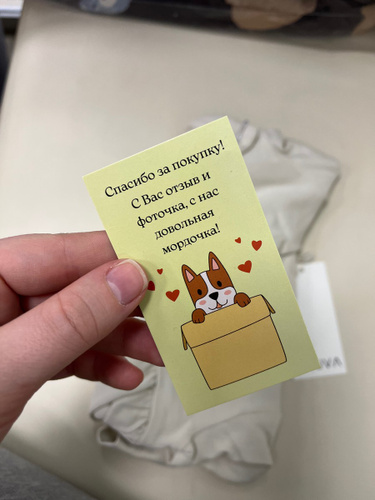 Спасибо за покупку!
С Вас отзыв и
фоточка, с нас
довольная
мордочка!